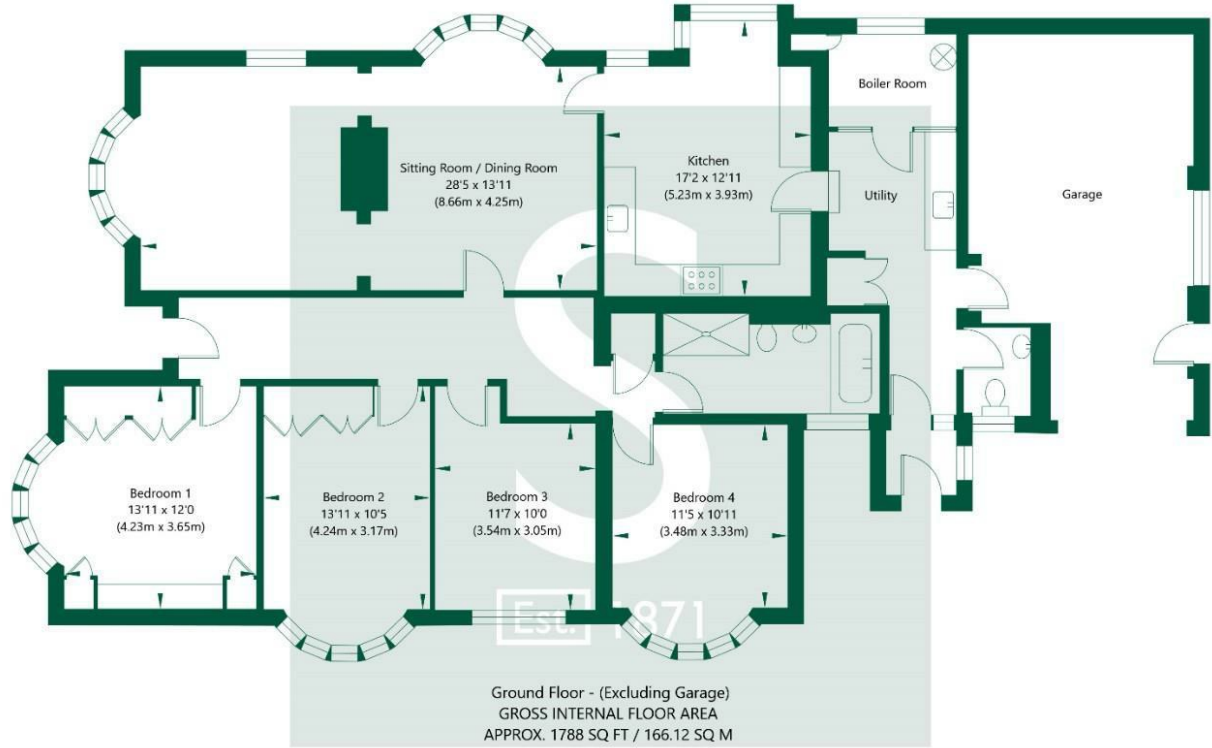 Boiler Room
Sitting Room / Dining Room
28'5 x 13'11
(8.66m x 4.25m)
Kitchen
17'2 x 12'11
(5.23m x 3.93m)
Utility
Garage
Bedroom 1
13'11 x 12'0
(4.23m x 3.65m)
Bedroom 2
13'11 x 10'5
(4.24m x 3.17m)
Bedroom 3
11'7 x 10'0
(3.54m x 3.05m)
Bedroom 4
11'5 x 10'11
(3.48m x 3.33m)
S
Est. 1871
Ground Floor - (Excluding Garage)
GROSS INTERNAL FLOOR AREA
APPROX. 1788 SQ FT / 166.12 SQ M